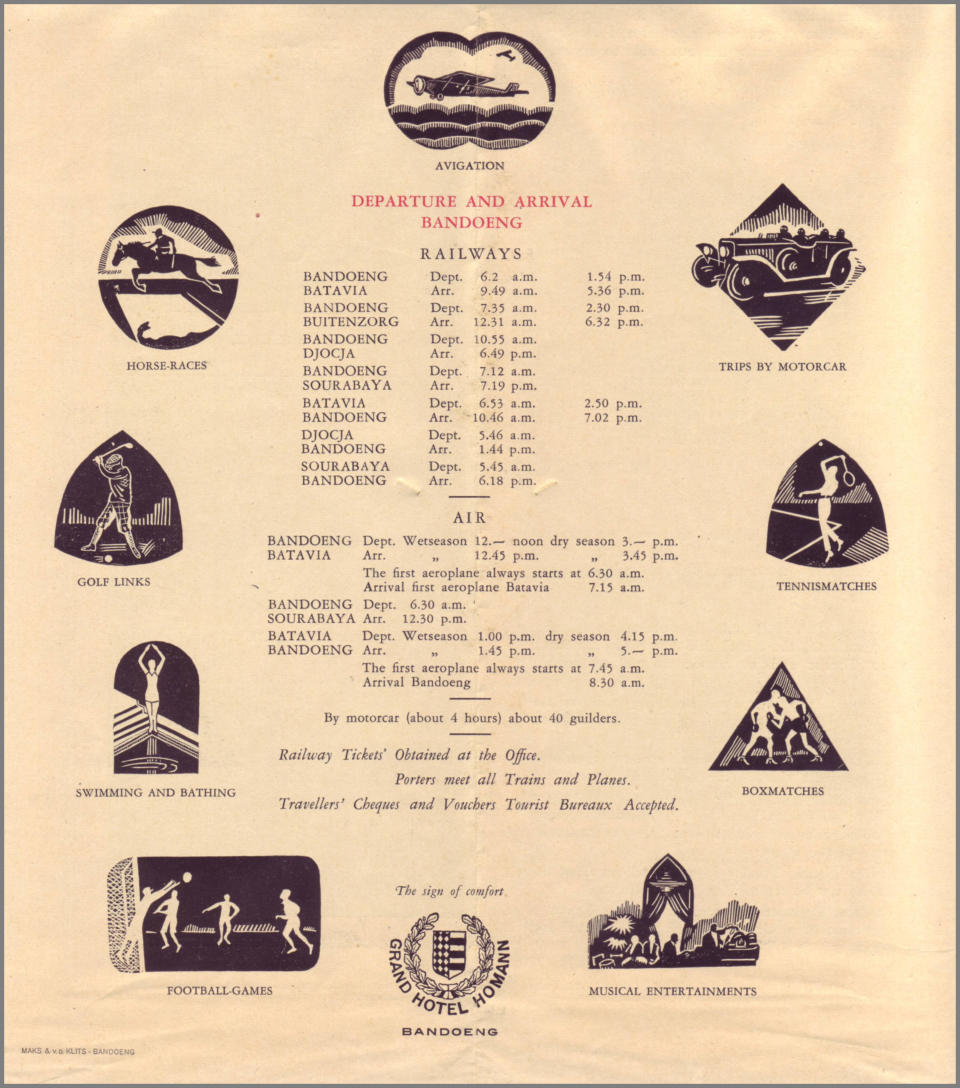 AVIGATION
DEPARTURE AND ARRIVAL
BANDOENG
RAILWAYS
BANDOENG Dept. 6.2 a.m. 1.54 p.m.
BATAVIA Arr. 9.49 a.m. 5.36 p.m.
BANDOENG Dept. 7.35 a.m. 2.30 p.m.
BUITENZORG Arr. 12.31 a.m. 6.32 p.m.
BANDOENG Dept. 10.55 a.m.
DJOCJA Arr. 6.49 p.m.
BANDOENG Dept. 7.12 a.m.
SOURABAYA Arr. 7.19 p.m.
BATAVIA Dept. 6.53 a.m. 2.50 p.m.
BANDOENG Arr. 10.46 a.m. 7.02 p.m.
DJOCJA Dept. 5.46 a.m.
BANDOENG Arr. 1.44 p.m.
SOURABAYA Dept. 5.45 a.m.
BANDOENG Arr. 6.18 p.m.
AIR
BANDOENG Dept. Wetseason 12.— noon dry season 3.— p.m.
BATAVIA Arr. „ 12.45 p.m. „ 3.45 p.m.
The first aeroplane always starts at 6.30 a.m.
Arrival first aeroplane Batavia 7.15 a.m.
BANDOENG Dept. 6.30 a.m.
SOURABAYA Arr. 12.30 p.m.
BATAVIA Dept. Wetseason 1.00 p.m. dry season 4.15 p.m.
BANDOENG Arr. „ 1.45 p.m. „ 5.— p.m.
The first aeroplane always starts at 7.45 a.m.
Arrival Bandoeng 8.30 a.m.
By motorcar (about 4 hours) about 40 guilders.
Railway Tickets' Obtained at the Office.
Porters meet all Trains and Planes.
Travellers' Cheques and Vouchers Tourist Bureaux Accepted.
HORSE-RACES
TRIPS BY MOTORCAR
GOLF LINKS
TENNISMATCHES
SWIMMING AND BATHING
BOXMATCHES
FOOTBALL-GAMES
The sign of comfort
GRAND HOTEL HOMANN
BANDOENG
MUSICAL ENTERTAINMENTS
MAKS & v.D. KLITS - BANDOENG